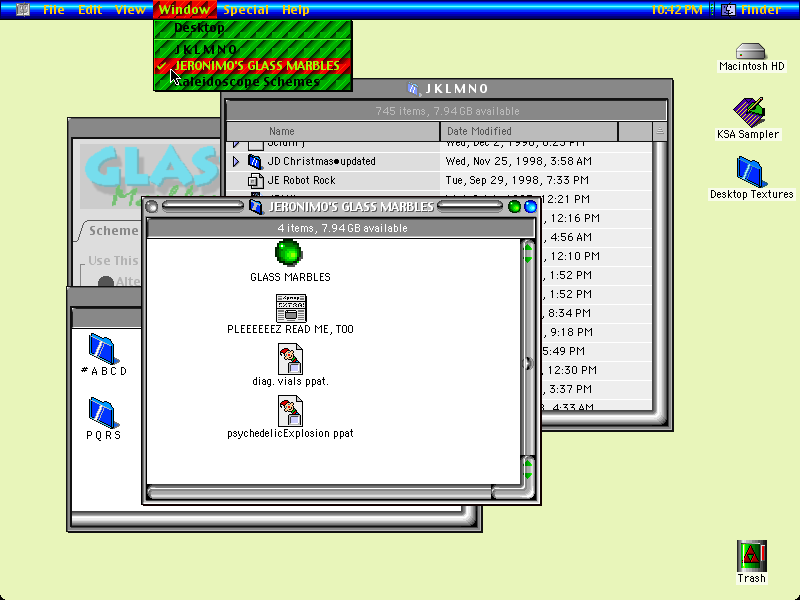 File Edit View Window Special Help 10:42 PM Finder
Desktop
J K L M N O
✓ JERONIMO'S GLASS MARBLES
Kaleidoscope Schemes
Macintosh HD
KSA Sampler
Desktop Textures
Trash
J K L M N O
745 items, 7.94 GB available
Name Date Modified
Wed, Dec 2, 1998, 6:25 PM
JD Christmas•updated Wed, Nov 25, 1998, 3:58 AM
JE Robot Rock Tue, Sep 29, 1998, 7:33 PM
12:21 PM
, 12:16 PM
, 4:56 AM
, 12:10 PM
, 1:52 PM
, 1:52 PM
, 8:34 PM
, 9:18 PM
5:49 PM
, 12:30 PM
, 3:37 PM
, 4:33 AM
GLAS
Scheme
Use This
Alte
JERONIMO'S GLASS MARBLES
4 items, 7.94 GB available
GLASS MARBLES
PLEEEEEEZ READ ME, TOO
diag. vials ppat.
psychedelicExplosion ppat
# A B C D
P Q R S